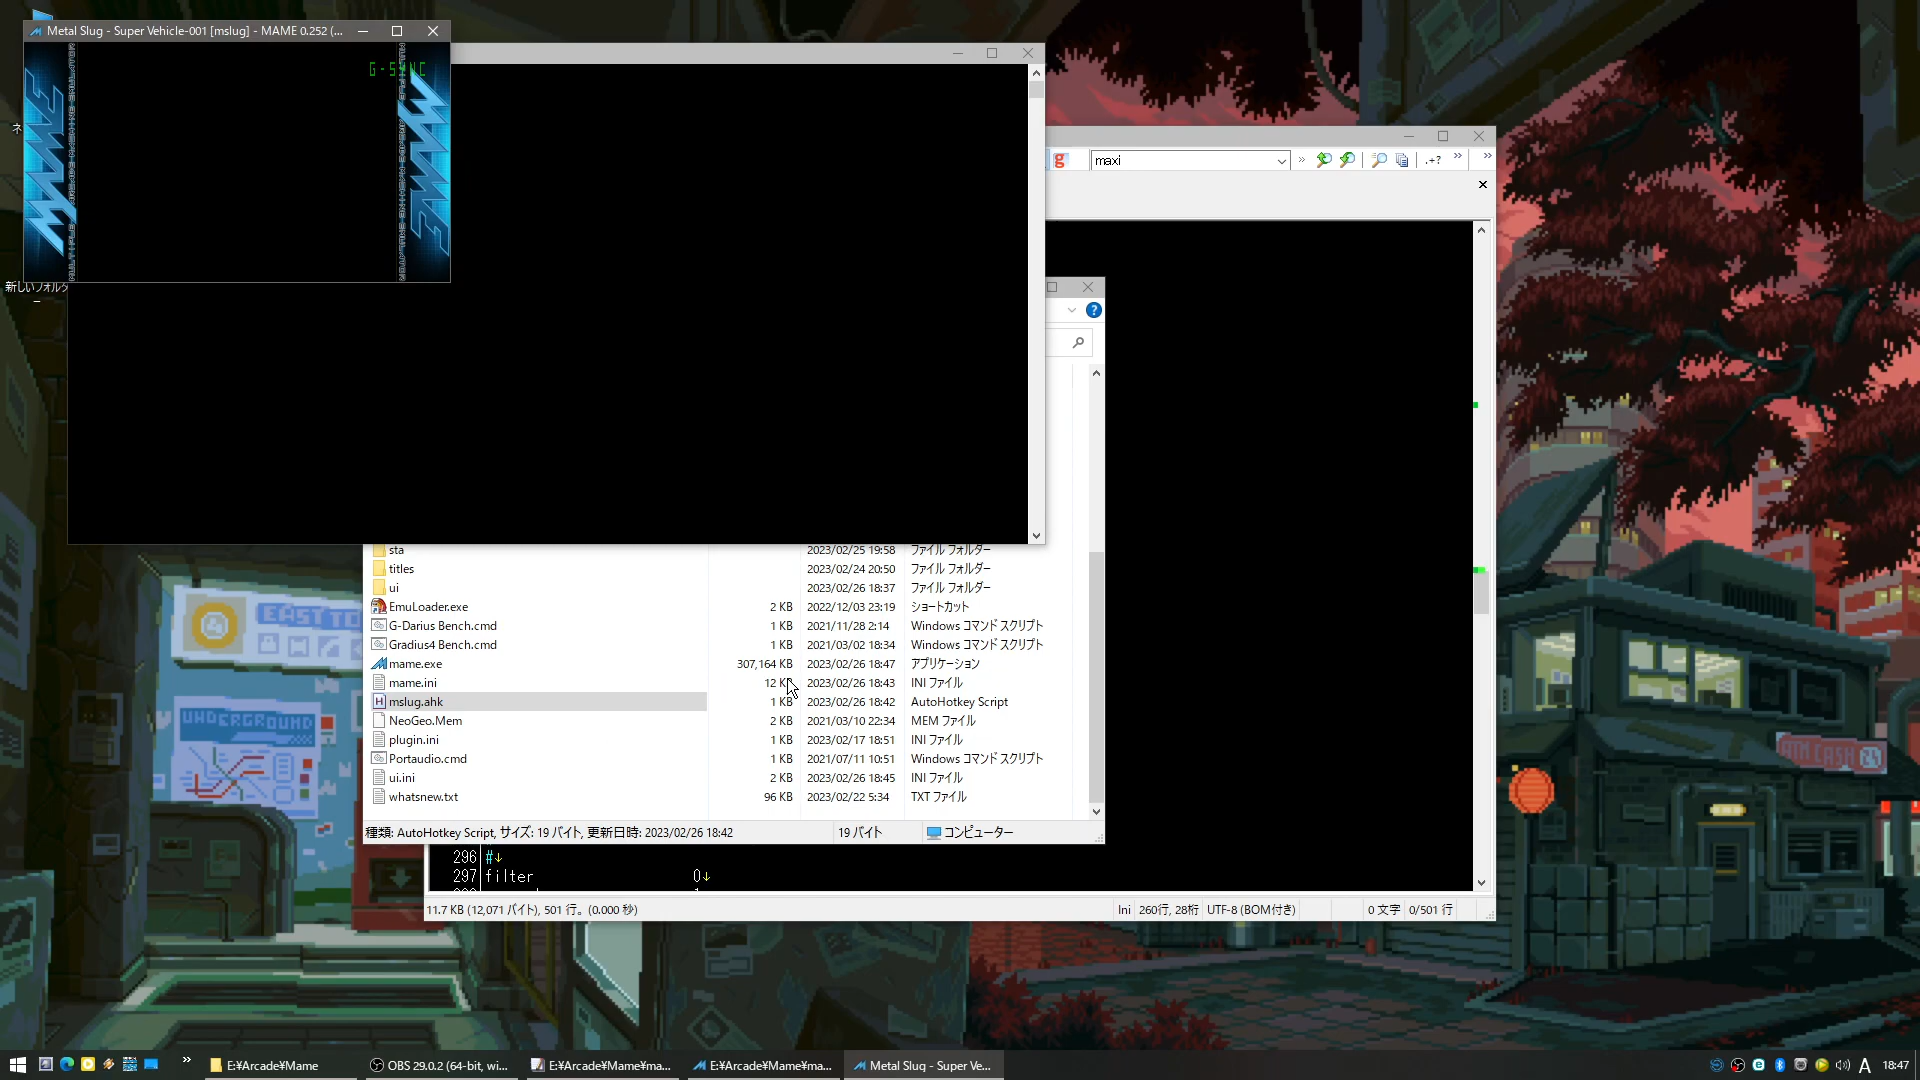 Metal Slug - Super Vehicle-001 [mslug] - MAME 0.252 (...
G-SYNC
MAME
MAME
ネ
新しいフォルダ
ー
maxi
.+?
sta 2023/02/25 19:58 ファイル フォルダー
titles 2023/02/24 20:50 ファイル フォルダー
ui 2023/02/26 18:37 ファイル フォルダー
EmuLoader.exe 2 KB 2022/12/03 23:19 ショートカット
G-Darius Bench.cmd 1 KB 2021/11/28 2:14 Windows コマンド スクリプト
Gradius4 Bench.cmd 1 KB 2021/03/02 18:34 Windows コマンド スクリプト
mame.exe 307,164 KB 2023/02/26 18:47 アプリケーション
mame.ini 12 KB 2023/02/26 18:43 INI ファイル
mslug.ahk 1 KB 2023/02/26 18:42 AutoHotkey Script
NeoGeo.Mem 2 KB 2021/03/10 22:34 MEM ファイル
plugin.ini 1 KB 2023/02/17 18:51 INI ファイル
Portaudio.cmd 1 KB 2021/07/11 10:51 Windows コマンド スクリプト
ui.ini 2 KB 2023/02/26 18:45 INI ファイル
whatsnew.txt 96 KB 2023/02/22 5:34 TXT ファイル
種類: AutoHotkey Script, サイズ: 19 バイト, 更新日時: 2023/02/26 18:42 19 バイト コンピューター
296 #↓
297 filter 0↓
11.7 KB (12,071 バイト), 501 行。 (0.000 秒) Ini 260行, 28桁 UTF-8 (BOM付き) 0 文字 0/501 行
EAST TO
UNDERGROUND
ATM CASH 24
E:¥Arcade¥Mame
OBS 29.0.2 (64-bit, wi...
E:¥Arcade¥Mame¥ma...
E:¥Arcade¥Mame¥ma...
Metal Slug - Super Ve...
A
18:47